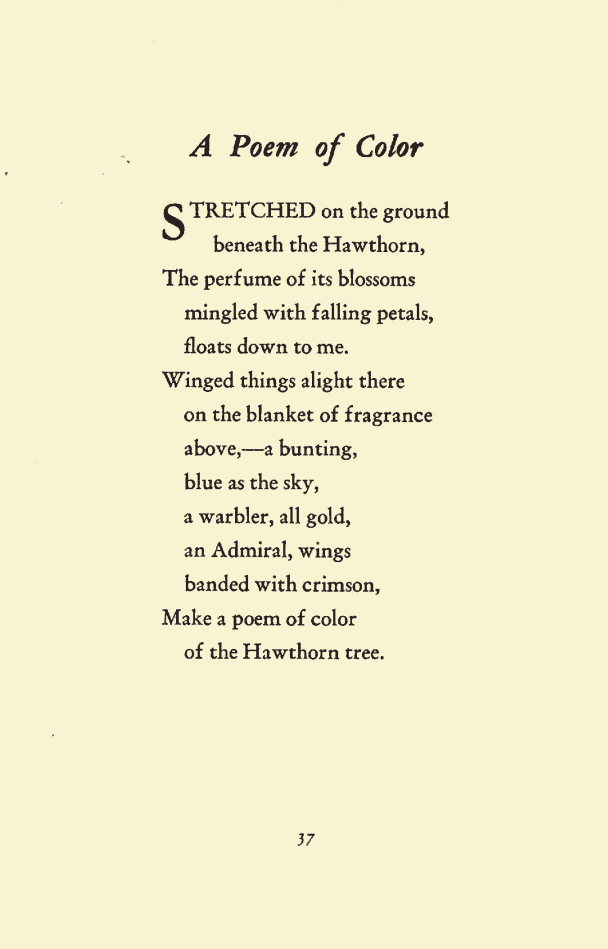 A Poem of Color
STRETCHED on the ground
beneath the Hawthorn,
The perfume of its blossoms
mingled with falling petals,
floats down to me.
Winged things alight there
on the blanket of fragrance
above,—a bunting,
blue as the sky,
a warbler, all gold,
an Admiral, wings
banded with crimson,
Make a poem of color
of the Hawthorn tree.
37